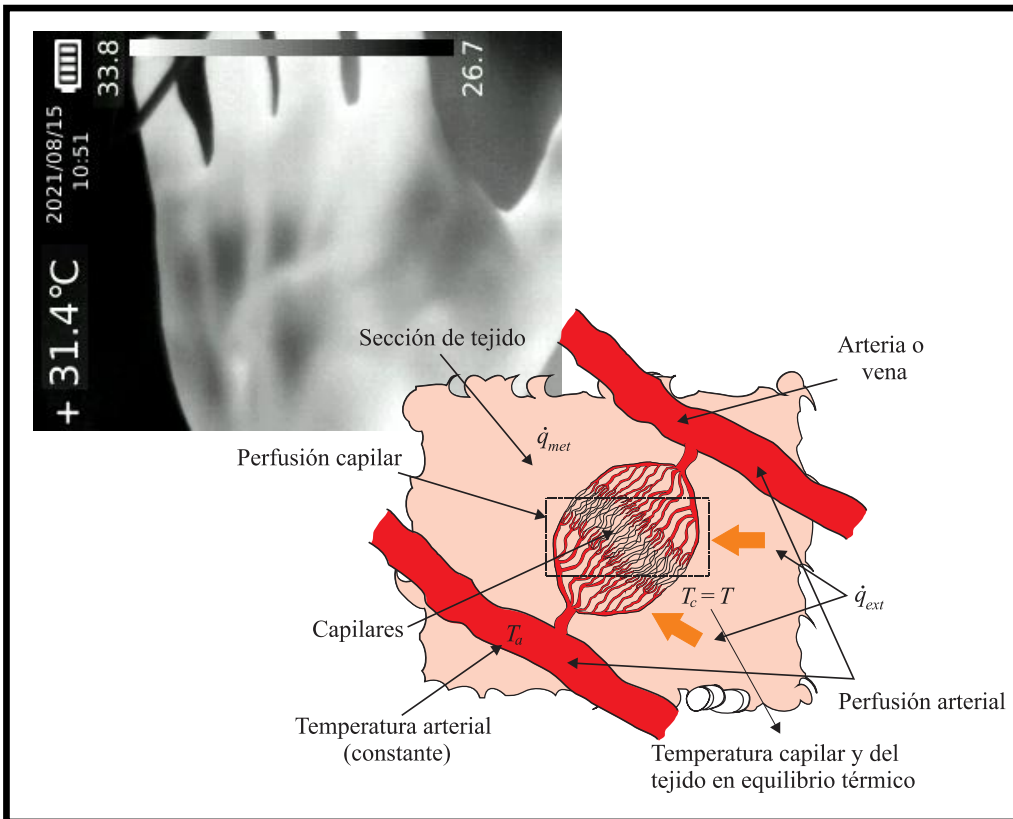 33.8
26.7
2021/08/15
10:51
+ 31.4°C
Sección de tejido
Arteria o
vena
q̇met
Perfusión capilar
Tc = T
q̇ext
Capilares
Ta
Perfusión arterial
Temperatura arterial
(constante)
Temperatura capilar y del
tejido en equilibrio térmico